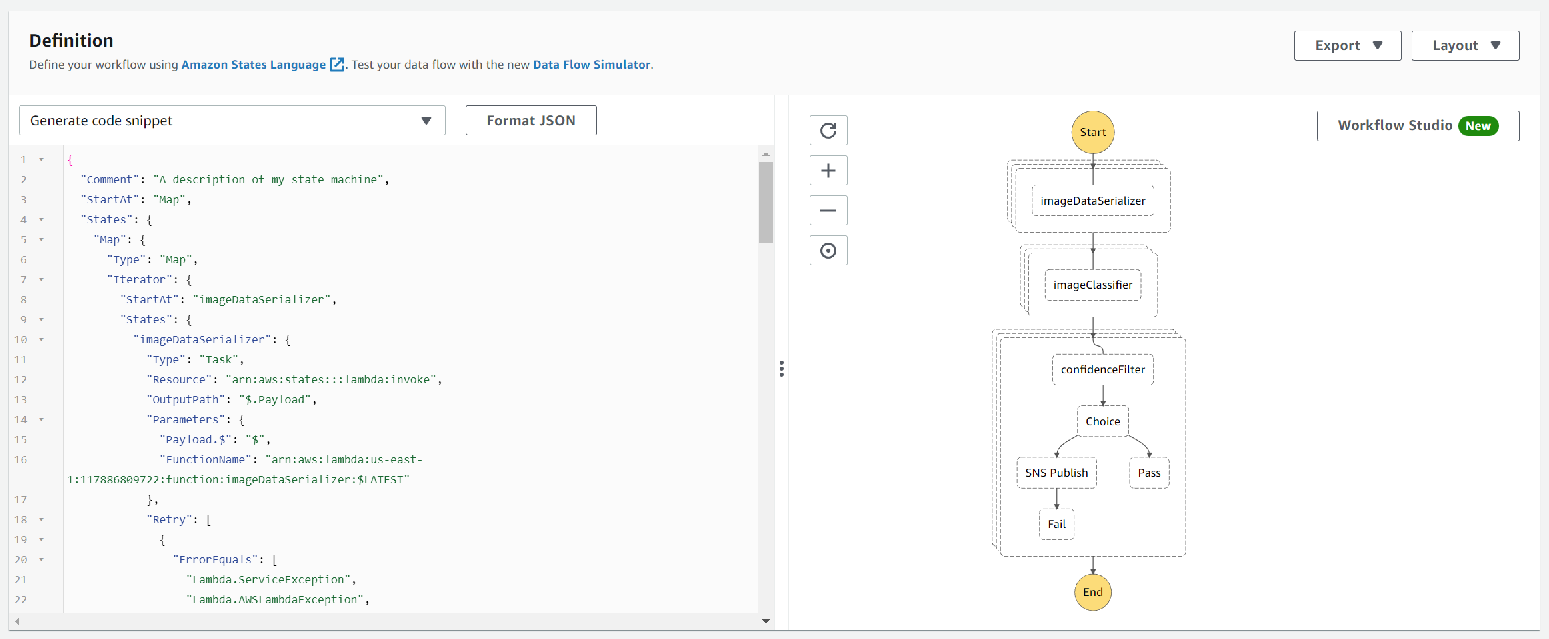 Definition
Define your workflow using Amazon States Language . Test your data flow with the new Data Flow Simulator.
Export
Layout
Generate code snippet
Format JSON
1 {
2 "Comment": "A description of my state machine",
3 "StartAt": "Map",
4 "States": {
5 "Map": {
6 "Type": "Map",
7 "Iterator": {
8 "StartAt": "imageDataSerializer",
9 "States": {
10 "imageDataSerializer": {
11 "Type": "Task",
12 "Resource": "arn:aws:states:::lambda:invoke",
13 "OutputPath": "$.Payload",
14 "Parameters": {
15 "Payload.$": "$",
16 "FunctionName": "arn:aws:lambda:us-east-
1:117886809722:function:imageDataSerializer:$LATEST"
17 },
18 "Retry": [
19 {
20 "ErrorEquals": [
21 "Lambda.ServiceException",
22 "Lambda.AWSLambdaException",
Workflow Studio New
Start
imageDataSerializer
imageClassifier
confidenceFilter
Choice
SNS Publish
Pass
Fail
End